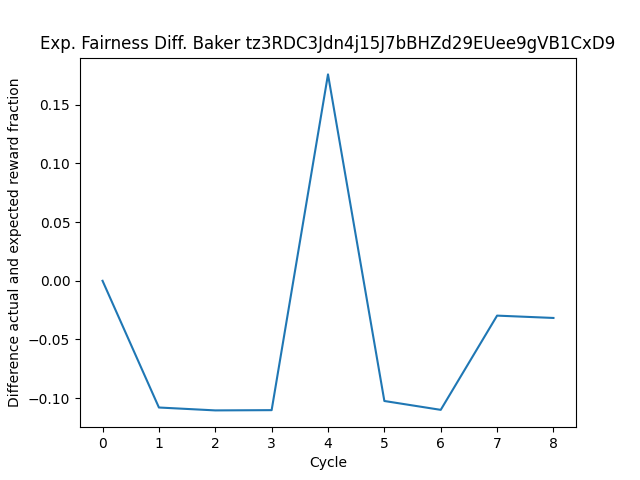 Exp. Fairness Diff. Baker tz3RDC3Jdn4j15J7bBHZd29EUee9gVB1CxD9
Difference actual and expected reward fraction
0.15
0.10
0.05
0.00
−0.05
−0.10
0 1 2 3 4 5 6 7 8
Cycle